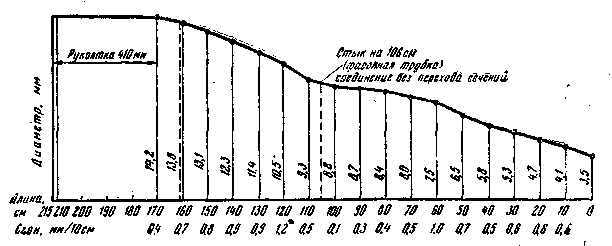 Рукоятка 410 мм
Стык на 106 см
трубка)
соединение без перехода сечений
Диаметр, мм
14,2 13,8 13,1 12,3 11,4 10,5 9,3 8,8 8,7 8,4 8,0 7,5 6,5 5,8 5,3 4,7 4,1 3,5
Длина,
см 215 210 200 190 180 170 160 150 140 130 120 110 100 90 80 70 60 50 40 30 20 10 0
Сгон, мм/10см 0,4 0,7 0,8 0,9 0,9 1,2 0,5 0,1 0,3 0,4 0,5 1,0 0,7 0,5 0,6 0,6 0,6